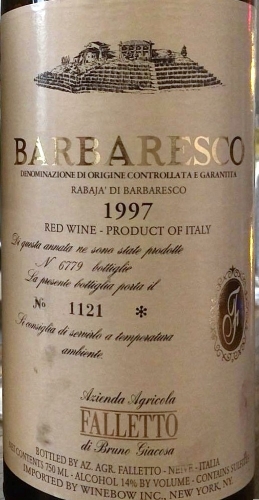 BARBARESCO
DENOMINAZIONE DI ORIGINE CONTROLLATA E GARANTITA
RABAJA' DI BARBARESCO
1997
RED WINE - PRODUCT OF ITALY
Di questa annata ne sono state prodotte
N 6779 bottiglie
La presente bottiglia porta il
No 1121 *
Si consiglia di servirlo a temperatura
ambiente.
Azienda Agricola
FALLETTO
di Bruno Giacosa
BOTTLED BY AZ. AGR. FALLETTO - NEIVE - ITALIA
NET CONTENTS 750 ML - ALCOHOL 14% BY VOLUME - CONTAINS SULFITES
IMPORTED BY WINEBOW INC., NEW YORK, NY